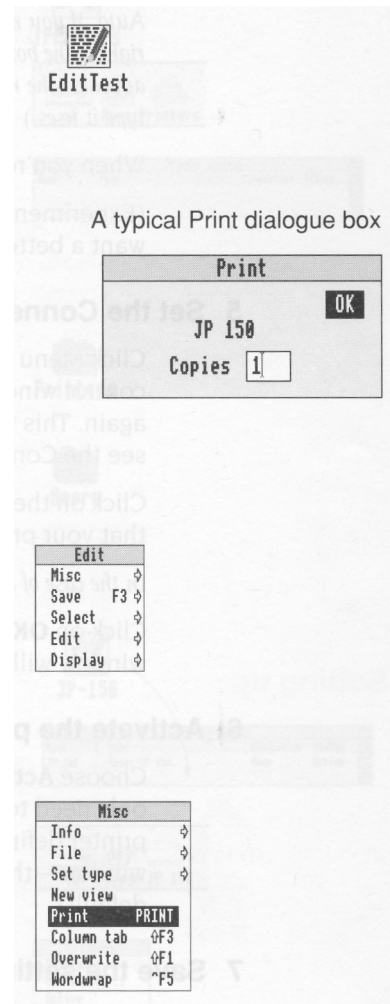 EditTest
A typical Print dialogue box
Print
OK
JP 150
Copies 1
Edit
Misc
Save F3
Select
Edit
Display
Misc
Info
File
Set type
New view
Print PRINT
Column tab ⇧F3
Overwrite ⇧F1
Wordwrap ^F5